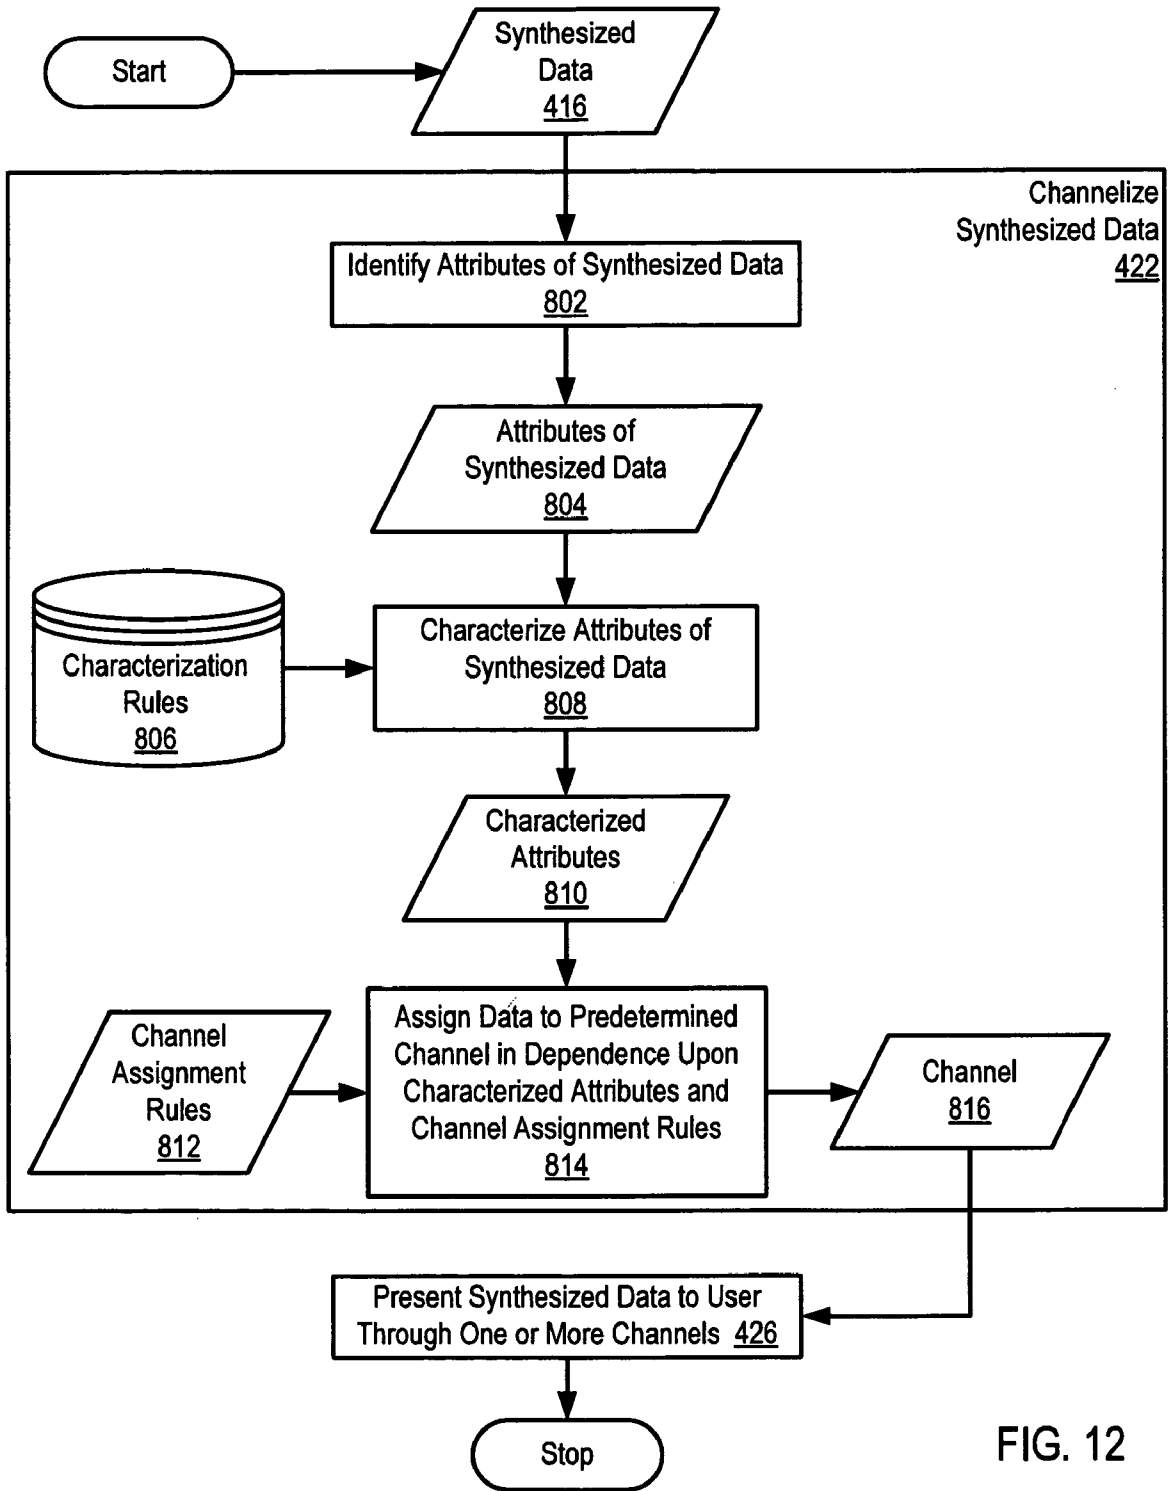 Start
Synthesized
Data
416
Channelize
Synthesized Data
422
Identify Attributes of Synthesized Data
802
Attributes of
Synthesized Data
804
Characterization
Rules
806
Characterize Attributes of
Synthesized Data
808
Characterized
Attributes
810
Channel
Assignment
Rules
812
Assign Data to Predetermined
Channel in Dependence Upon
Characterized Attributes and
Channel Assignment Rules
814
Channel
816
Present Synthesized Data to User
Through One or More Channels 426
Stop
FIG. 12